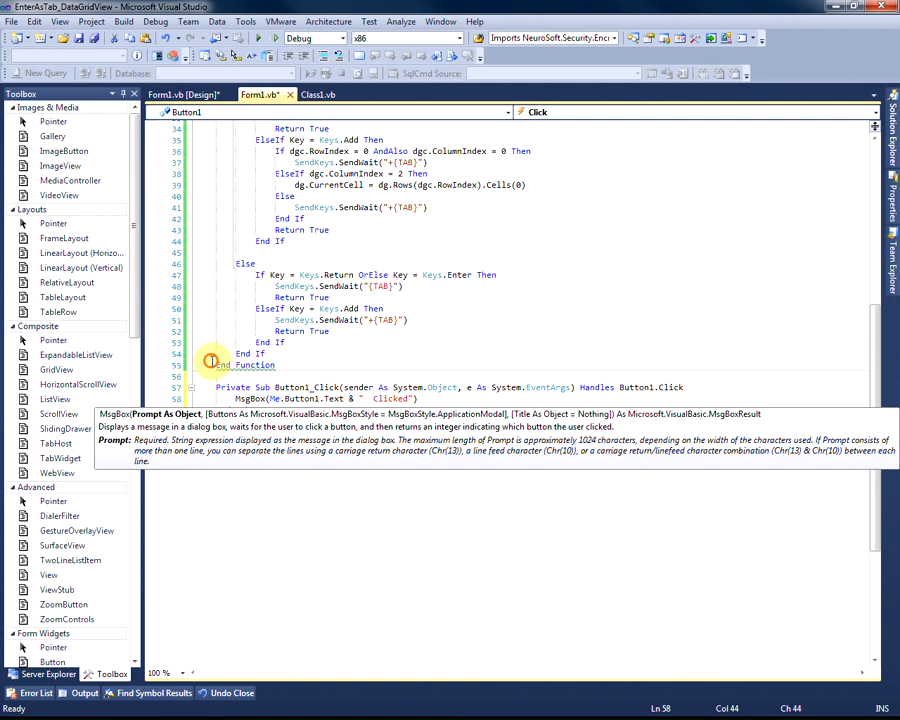 EnterAsTab_DataGridView - Microsoft Visual Studio
File Edit View Project Build Debug Team Data Tools VMware Architecture Test Analyze Window Help
Debug x86 Imports NeuroSoft.Security.Enc
New Query Database: SqlCmd Source:
Toolbox Form1.vb [Design]* Form1.vb* Class1.vb
Button1 Click
Images & Media
Pointer
Gallery
ImageButton
ImageView
MediaController
VideoView
Layouts
Pointer
FrameLayout
LinearLayout (Horizo...
LinearLayout (Vertical)
RelativeLayout
TableLayout
TableRow
Composite
Pointer
ExpandableListView
GridView
HorizontalScrollView
ListView
ScrollView
SlidingDrawer
TabHost
TabWidget
WebView
Advanced
Pointer
DialerFilter
GestureOverlayView
SurfaceView
TwoLineListItem
View
ViewStub
ZoomButton
ZoomControls
Form Widgets
Pointer
Button
34 Return True
35 ElseIf Key = Keys.Add Then
36 If dgc.RowIndex = 0 AndAlso dgc.ColumnIndex = 0 Then
37 SendKeys.SendWait("+{TAB}")
38 ElseIf dgc.ColumnIndex = 2 Then
39 dg.CurrentCell = dg.Rows(dgc.RowIndex).Cells(0)
40 Else
41 SendKeys.SendWait("+{TAB}")
42 End If
43 Return True
44 End If
45
46 Else
47 If Key = Keys.Return OrElse Key = Keys.Enter Then
48 SendKeys.SendWait("{TAB}")
49 Return True
50 ElseIf Key = Keys.Add Then
51 SendKeys.SendWait("+{TAB}")
52 Return True
53 End If
54 End If
55 End Function
56
57 Private Sub Button1_Click(sender As System.Object, e As System.EventArgs) Handles Button1.Click
58 MsgBox(Me.Button1.Text & "  Clicked")
MsgBox(Prompt As Object, [Buttons As Microsoft.VisualBasic.MsgBoxStyle = MsgBoxStyle.ApplicationModal], [Title As Object = Nothing]) As Microsoft.VisualBasic.MsgBoxResult
Displays a message in a dialog box, waits for the user to click a button, and then returns an integer indicating which button the user clicked.
Prompt: Required. String expression displayed as the message in the dialog box. The maximum length of Prompt is approximately 1024 characters, depending on the width of the characters used. If Prompt consists
of more than one line, you can separate the lines using a carriage return character (Chr(13)), a line feed character (Chr(10)), or a carriage return/linefeed character combination (Chr(13) & Chr(10)) between each
line.
Solution Explorer
Properties
Team Explorer
Server Explorer Toolbox 100 %
Error List Output Find Symbol Results Undo Close
Ready Ln 58 Col 44 Ch 44 INS